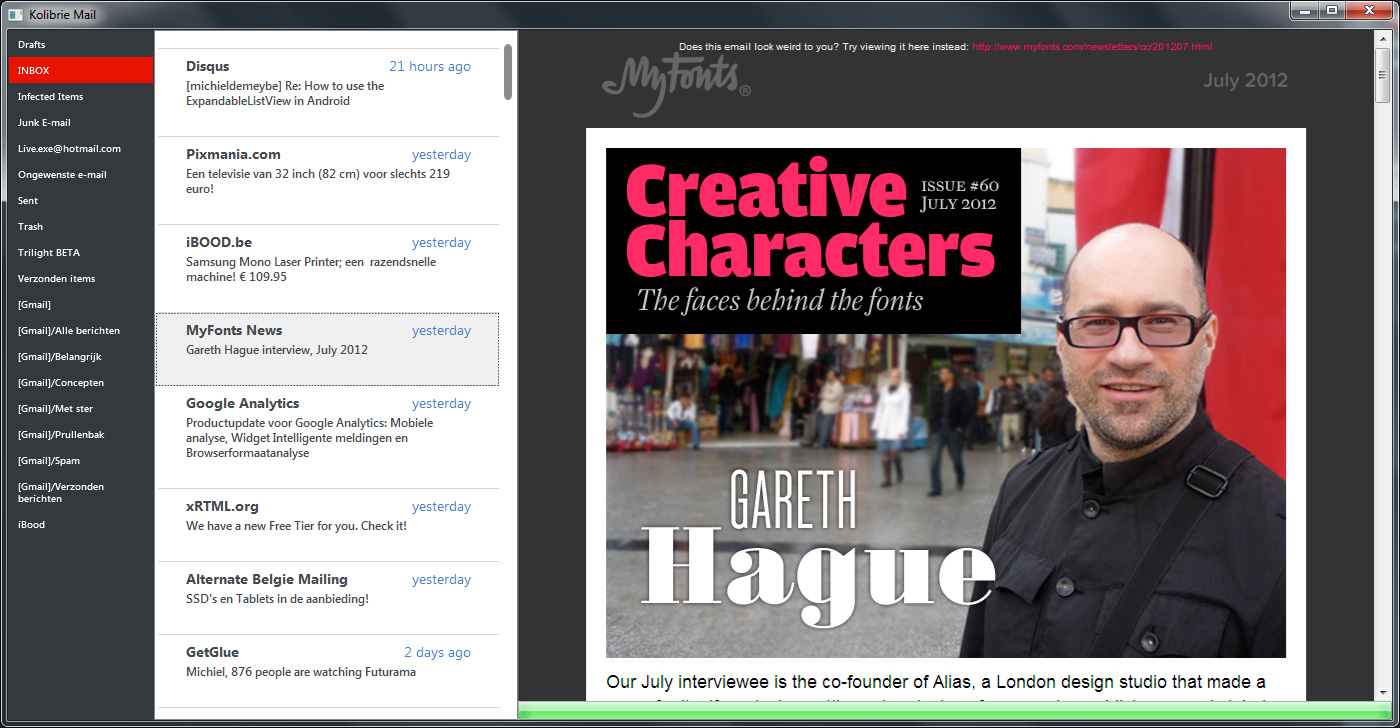 Kolibrie Mail
Drafts
INBOX
Infected Items
Junk E-mail
Live.exe@hotmail.com
Ongewenste e-mail
Sent
Trash
Trilight BETA
Verzonden items
[Gmail]
[Gmail]/Alle berichten
[Gmail]/Belangrijk
[Gmail]/Concepten
[Gmail]/Met ster
[Gmail]/Prullenbak
[Gmail]/Spam
[Gmail]/Verzonden
berichten
iBood
Disqus 21 hours ago
[michieldemeybe] Re: How to use the
ExpandableListView in Android
Pixmania.com yesterday
Een televisie van 32 inch (82 cm) voor slechts 219
euro!
iBOOD.be yesterday
Samsung Mono Laser Printer; een  razendsnelle
machine! € 109.95
MyFonts News yesterday
Gareth Hague interview, July 2012
Google Analytics yesterday
Productupdate voor Google Analytics: Mobiele
analyse, Widget Intelligente meldingen en
Browserformaatanalyse
xRTML.org yesterday
We have a new Free Tier for you. Check it!
Alternate Belgie Mailing yesterday
SSD's en Tablets in de aanbieding!
GetGlue 2 days ago
Michiel, 876 people are watching Futurama
Does this email look weird to you? Try viewing it here instead: http://www.myfonts.com/newsletters/cc/201207.html
MyFonts®
July 2012
Creative
Characters
ISSUE #60
JULY 2012
The faces behind the fonts
GARETH
Hague
Our July interviewee is the co-founder of Alias, a London design studio that made a